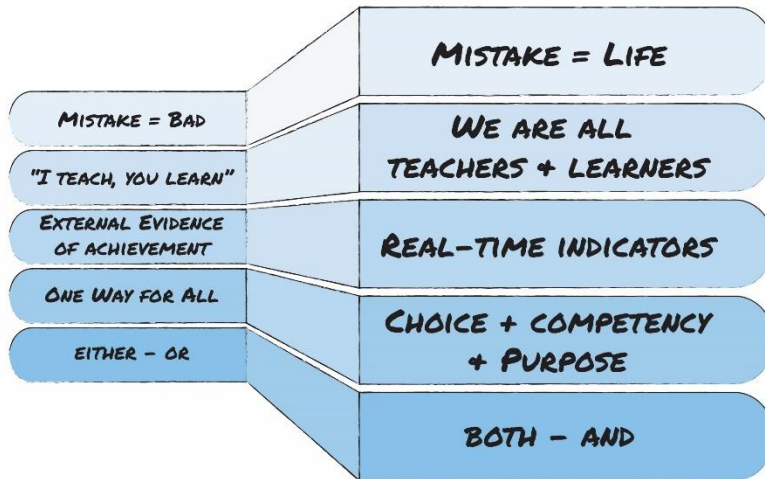 MISTAKE = BAD
"I TEACH, YOU LEARN"
EXTERNAL EVIDENCE
OF ACHIEVEMENT
ONE WAY FOR ALL
EITHER - OR
MISTAKE = LIFE
WE ARE ALL
TEACHERS & LEARNERS
REAL-TIME INDICATORS
CHOICE + COMPETENCY
& PURPOSE
BOTH - AND